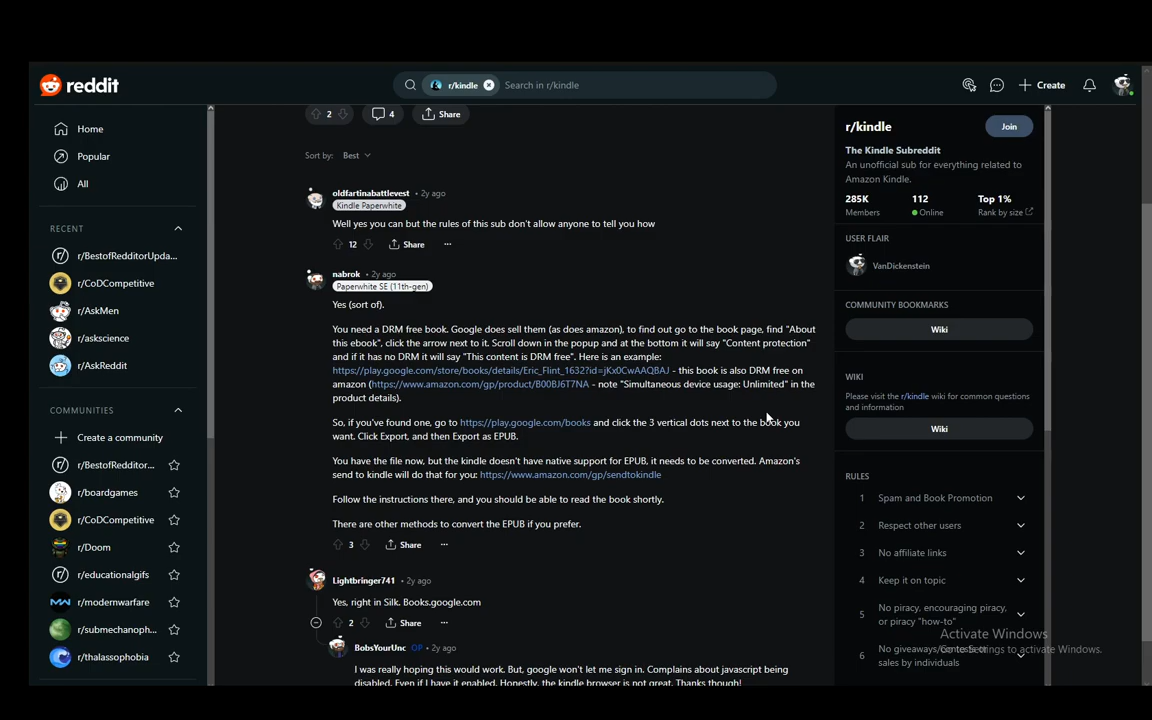 reddit
r/kindle
Search in r/kindle
Create
Home
Popular
All
RECENT
r/BestofRedditorUpda...
r/CoDCompetitive
r/AskMen
r/askscience
r/AskReddit
COMMUNITIES
Create a community
r/BestofRedditor...
r/boardgames
r/CoDCompetitive
r/Doom
r/educationalgifs
r/modernwarfare
r/submechanoph...
r/thalassophobia
2
4
Share
Sort by: Best
oldfartinabattlevest • 2y ago
Kindle Paperwhite
Well yes you can but the rules of this sub don't allow anyone to tell you how
12 Share ...
nabrok • 2y ago
Paperwhite SE (11th-gen)
Yes (sort of).
You need a DRM free book. Google does sell them (as does amazon), to find out go to the book page, find "About
this ebook", click the arrow next to it. Scroll down in the popup and at the bottom it will say "Content protection"
and if it has no DRM it will say "This content is DRM free". Here is an example:
https://play.google.com/store/books/details/Eric_Flint_1632?id=jKx0CwAAQBAJ - this book is also DRM free on
amazon (https://www.amazon.com/gp/product/B00BJ6T7NA - note "Simultaneous device usage: Unlimited" in the
product details).
So, if you've found one, go to https://play.google.com/books and click the 3 vertical dots next to the book you
want. Click Export, and then Export as EPUB.
You have the file now, but the kindle doesn't have native support for EPUB, it needs to be converted. Amazon's
send to kindle will do that for you: https://www.amazon.com/gp/sendtokindle
Follow the instructions there, and you should be able to read the book shortly.
There are other methods to convert the EPUB if you prefer.
3 Share ...
Lightbringer741 • 2y ago
Yes, right in Silk. Books.google.com
2 Share ...
BobsYourUnc OP • 2y ago
I was really hoping this would work. But, google won't let me sign in. Complains about javascript being
disabled. Even if I have it enabled. Honestly, the kindle browser is not great. Thanks though!
r/kindle
Join
The Kindle Subreddit
An unofficial sub for everything related to
Amazon Kindle.
285K 112 Top 1%
Members Online Rank by size
USER FLAIR
VanDickenstein
COMMUNITY BOOKMARKS
Wiki
WIKI
Please visit the r/kindle wiki for common questions
and information
Wiki
RULES
1 Spam and Book Promotion
2 Respect other users
3 No affiliate links
4 Keep it on topic
5 No piracy, encouraging piracy,
or piracy "how-to"
6 No giveaways/Contests or
sales by individuals
Activate Windows
Go to Settings to activate Windows.